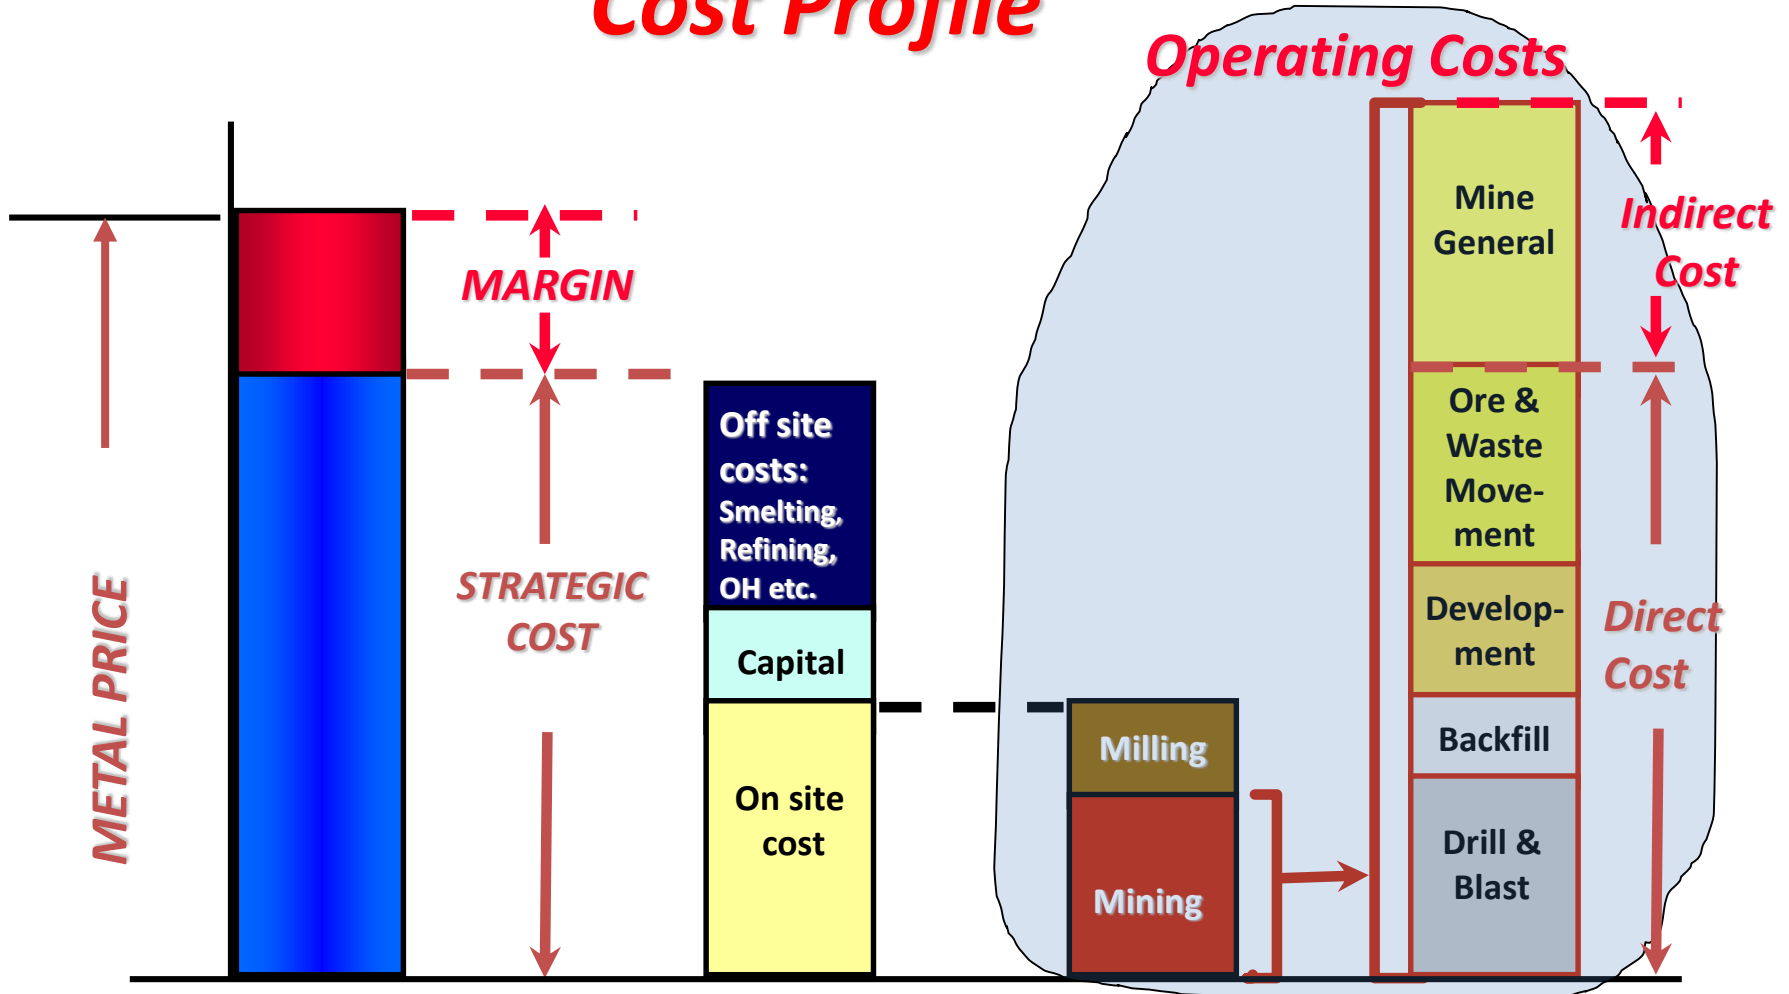 Cost Profile
Operating Costs
METAL PRICE
MARGIN
STRATEGIC
COST
Off site
costs:
Smelting,
Refining,
OH etc.
Capital
On site
cost
Milling
Mining
Mine
General
Ore &
Waste
Move-
ment
Develop-
ment
Backfill
Drill &
Blast
Indirect
Cost
Direct
Cost